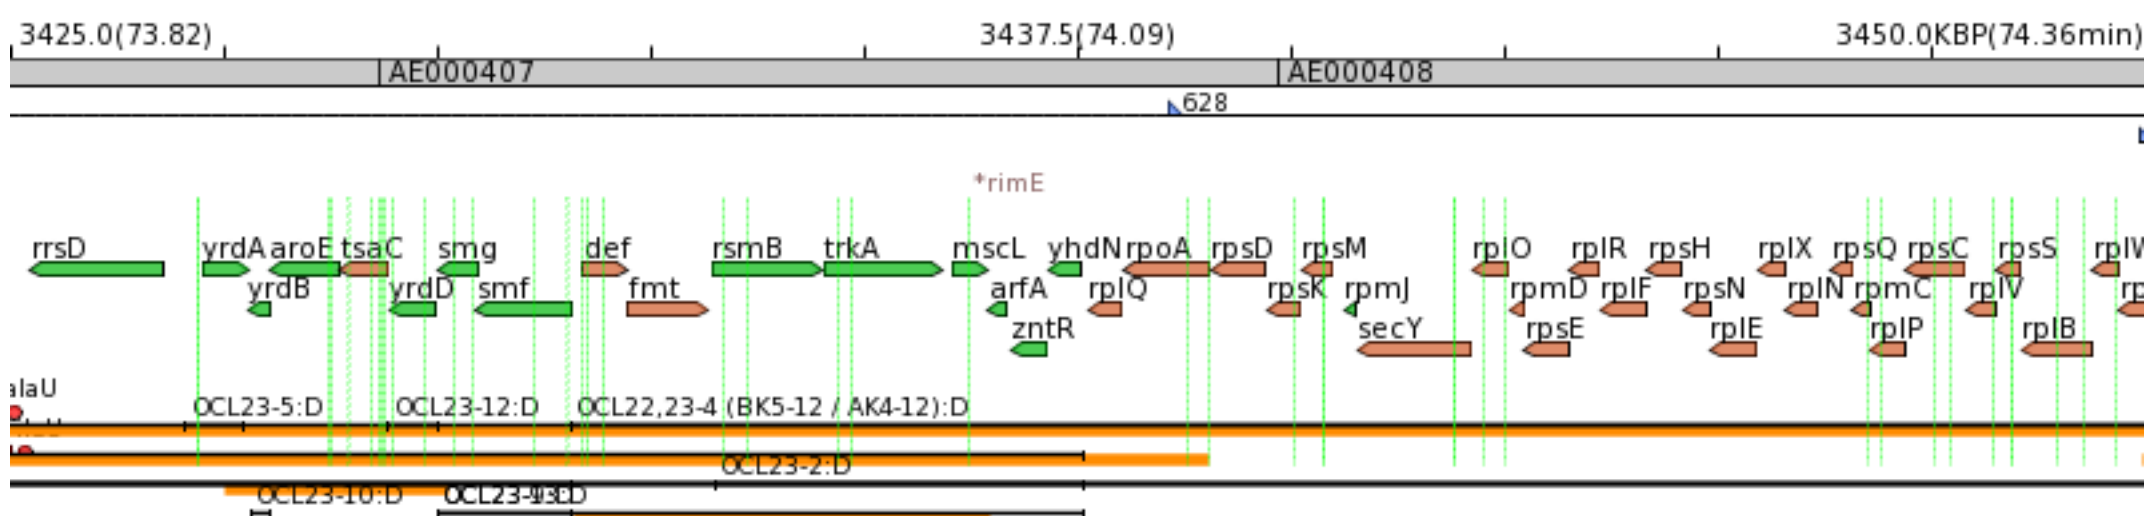 3425.0(73.82) 3437.5(74.09) 3450.0KBP(74.36min)
AE000407 AE000408
628
*rimE
rrsD yrdA aroE tsaC smg def rsmB trkA mscL yhdN rpoA rpsD rpsM rplO rplR rpsH rplX rpsQ rpsC rpsS rplW
yrdB yrdD smf fmt arfA rplQ rpsK rpmJ rpmD rplF rpsN rplN rpmC rplV rp
zntR secY rpsE rplE rplP rplB
alaU
OCL23-5:D OCL23-12:D OCL22,23-4 (BK5-12 / AK4-12):D
OCL23-2:D
OCL23-10:D